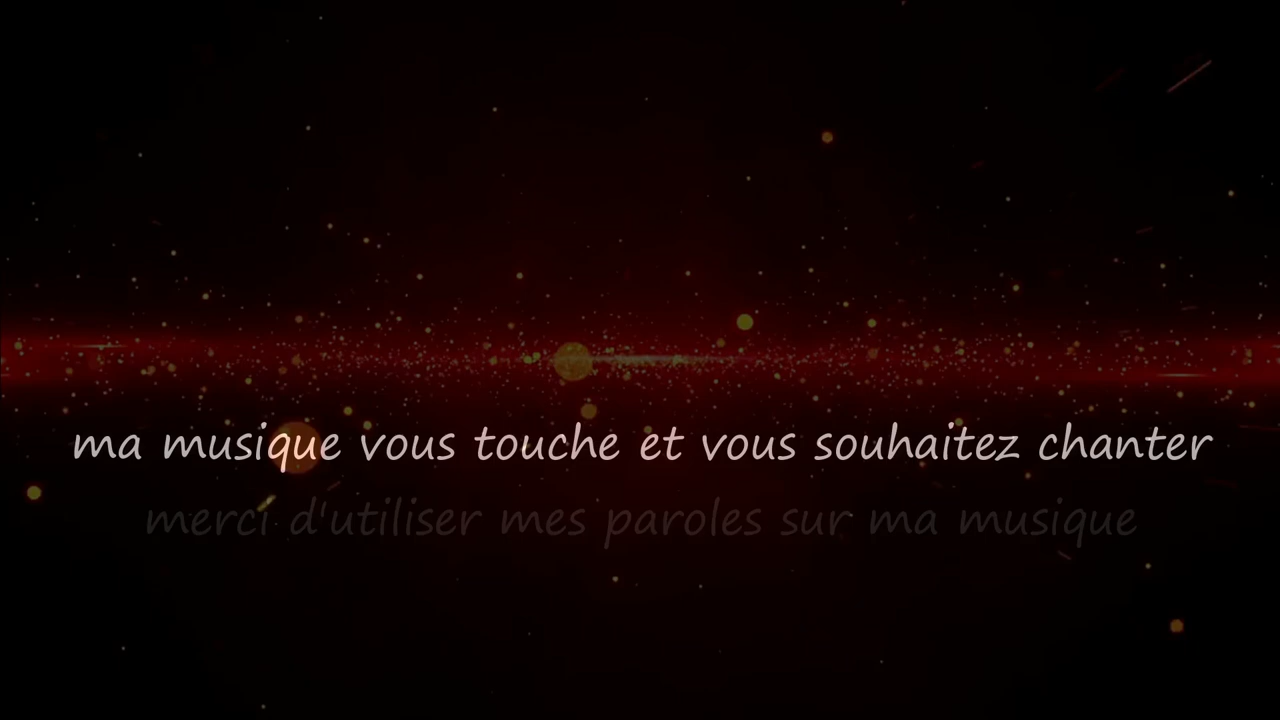 ma musique vous touche et vous souhaitez chanter
merci d'utiliser mes paroles sur ma musique